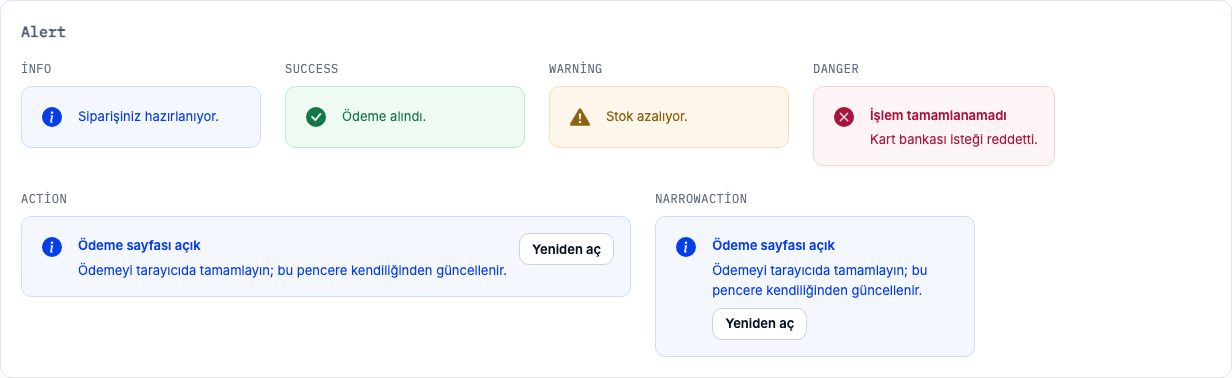 Alert
İNFO
SUCCESS
WARNİNG
DANGER
Siparişiniz hazırlanıyor.
Ödeme alındı.
Stok azalıyor.
İşlem tamamlanamadı
Kart bankası isteği reddetti.
ACTİON
NARROWACTİON
Ödeme sayfası açık
Ödemeyi tarayıcıda tamamlayın; bu pencere kendiliğinden güncellenir.
Yeniden aç
Ödeme sayfası açık
Ödemeyi tarayıcıda tamamlayın; bu
pencere kendiliğinden güncellenir.
Yeniden aç